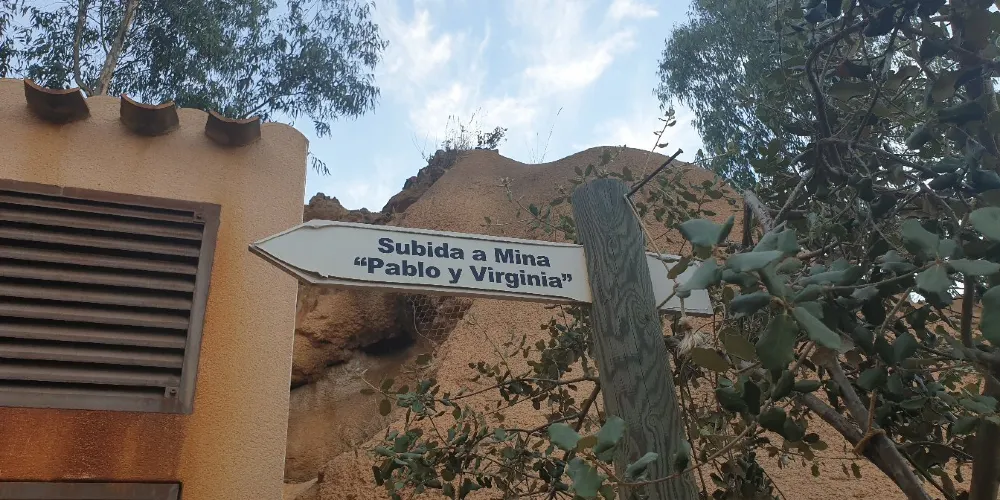 Subida a Mina
“Pablo y Virginia”